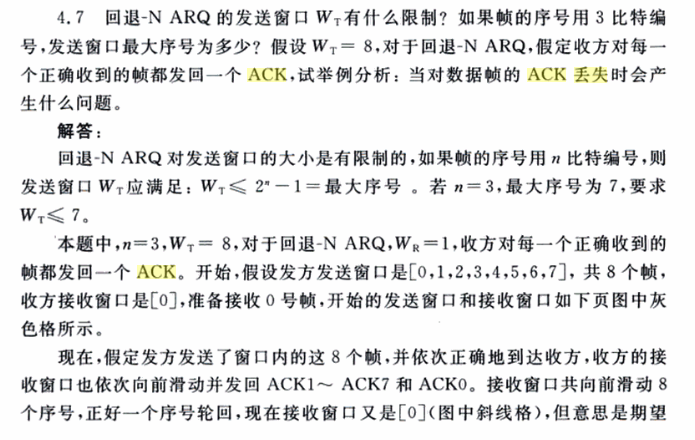 4.7 回退-N ARQ 的发送窗口 WT有什么限制？如果帧的序号用 3 比特编
号,发送窗口最大序号为多少？假设 WT= 8,对于回退-N ARQ,假定收方对每一
个正确收到的帧都发回一个 ACK,试举例分析：当对数据帧的 ACK 丢失时会产
生什么问题。
解答：
回退-N ARQ 对发送窗口的大小是有限制的,如果帧的序号用 n 比特编号,则
发送窗口 WT应满足：WT≤ 2ⁿ－1＝最大序号 。若 n=3,最大序号为 7,要求
WT≤ 7。
本题中,n=3,WT= 8,对于回退-N ARQ,WR=1,收方对每一个正确收到的
帧都发回一个 ACK。开始,假设发方发送窗口是[0,1,2,3,4,5,6,7], 共 8 个帧,
收方接收窗口是[0],准备接收 0 号帧,开始的发送窗口和接收窗口如下页图中灰
色格所示。
现在,假定发方发送了窗口内的这 8 个帧,并依次正确地到达收方,收方的接
收窗口也依次向前滑动并发回 ACK1～ ACK7 和 ACK0。接收窗口共向前滑动 8
个序号,正好一个序号轮回,现在接收窗口又是[0](图中斜线格),但意思是期望